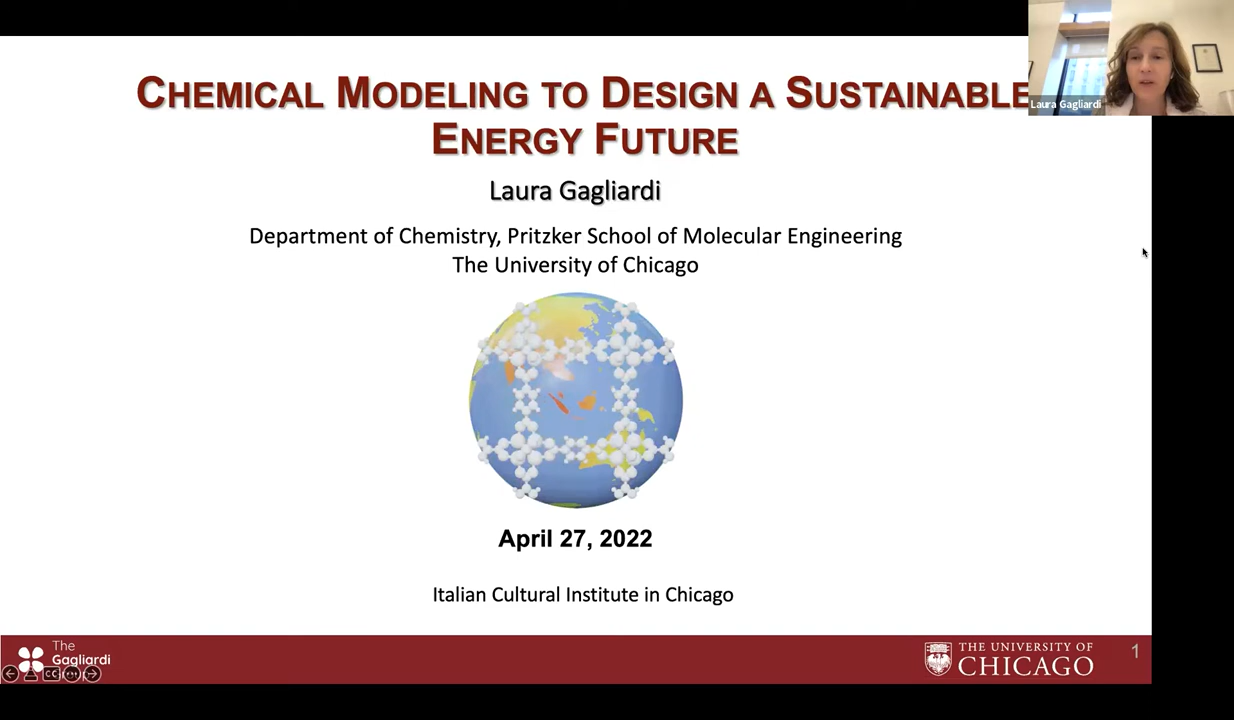 CHEMICAL MODELING TO DESIGN A SUSTAINABLE
ENERGY FUTURE
Laura Gagliardi
Laura Gagliardi
Department of Chemistry, Pritzker School of Molecular Engineering
The University of Chicago
April 27, 2022
Italian Cultural Institute in Chicago
The
Gagliardi
THE UNIVERSITY OF
CHICAGO
1